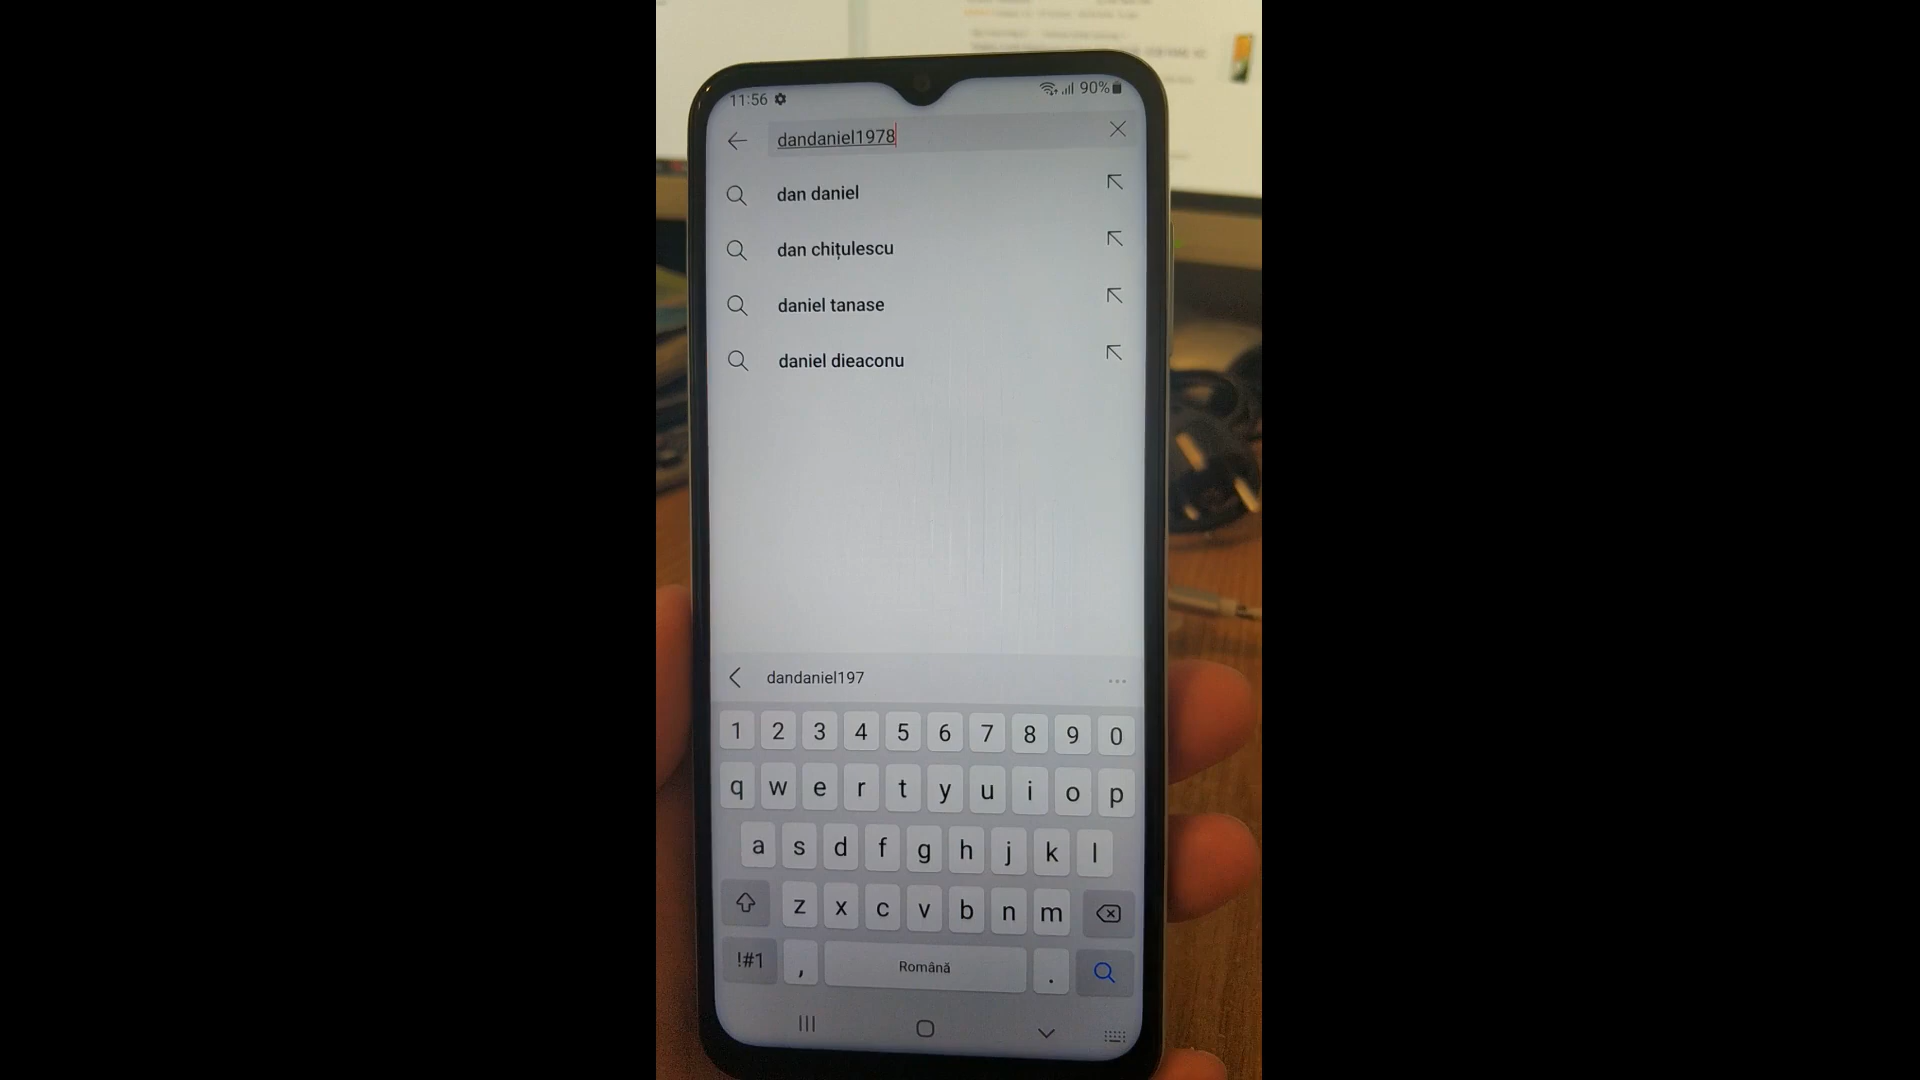 11:56 90%
dandaniel1978
dan daniel
dan chițulescu
daniel tanase
daniel dieaconu
dandaniel197 ...
1 2 3 4 5 6 7 8 9 0
q w e r t y u i o p
a s d f g h j k l
z x c v b n m
!#1 , Română .